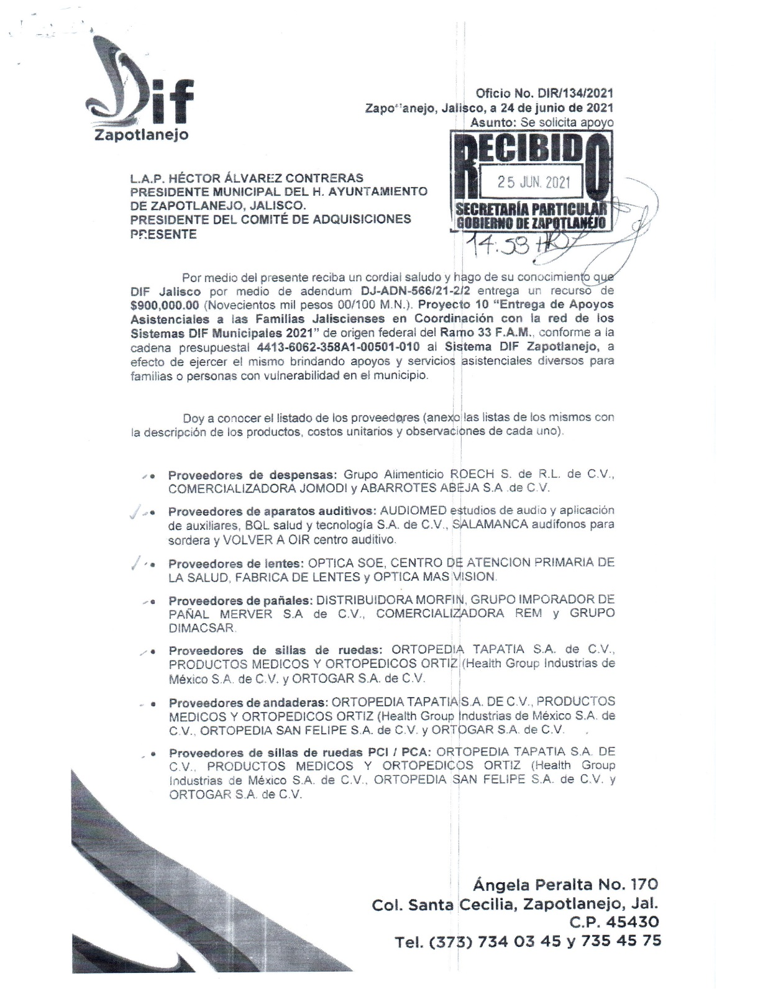 Dif
Zapotlanejo
Oficio No. DIR/134/2021
Zapotlanejo, Jalisco, a 24 de junio de 2021
Asunto: Se solicita apoyo
RECIBIDO
25 JUN. 2021
SECRETARÍA PARTICULAR
GOBIERNO DE ZAPOTLANEJO
14:59
L.A.P. HÉCTOR ÁLVAREZ CONTRERAS
PRESIDENTE MUNICIPAL DEL H. AYUNTAMIENTO
DE ZAPOTLANEJO, JALISCO.
PRESIDENTE DEL COMITÉ DE ADQUISICIONES
PRESENTE
Por medio del presente reciba un cordial saludo y hago de su conocimiento que
DIF Jalisco por medio de adendum DJ-ADN-566/21-2/2 entrega un recurso de
$900,000.00 (Novecientos mil pesos 00/100 M.N.). Proyecto 10 “Entrega de Apoyos
Asistenciales a las Familias Jaliscienses en Coordinación con la red de los
Sistemas DIF Municipales 2021” de origen federal del Ramo 33 F.A.M., conforme a la
cadena presupuestal 4413-6062-358A1-00501-010 al Sistema DIF Zapotlanejo, a
efecto de ejercer el mismo brindando apoyos y servicios asistenciales diversos para
familias o personas con vulnerabilidad en el municipio.
Doy a conocer el listado de los proveedores (anexo las listas de los mismos con
la descripción de los productos, costos unitarios y observaciones de cada uno).
• Proveedores de despensas: Grupo Alimenticio ROECH S. de R.L. de C.V.,
COMERCIALIZADORA JOMODI y ABARROTES ABEJA S.A .de C.V.
• Proveedores de aparatos auditivos: AUDIOMED estudios de audio y aplicación
de auxiliares, BQL salud y tecnología S.A. de C.V., SALAMANCA audífonos para
sordera y VOLVER A OIR centro auditivo.
• Proveedores de lentes: OPTICA SOE, CENTRO DE ATENCION PRIMARIA DE
LA SALUD, FABRICA DE LENTES y OPTICA MAS VISION.
• Proveedores de pañales: DISTRIBUIDORA MORFIN, GRUPO IMPORADOR DE
PAÑAL MERVER S.A de C.V., COMERCIALIZADORA REM y GRUPO
DIMACSAR.
• Proveedores de sillas de ruedas: ORTOPEDIA TAPATIA S.A. de C.V.,
PRODUCTOS MEDICOS Y ORTOPEDICOS ORTIZ (Health Group Industrias de
México S.A. de C.V. y ORTOGAR S.A. de C.V.
• Proveedores de andaderas: ORTOPEDIA TAPATIA S.A. DE C.V., PRODUCTOS
MEDICOS Y ORTOPEDICOS ORTIZ (Health Group Industrias de México S.A. de
C.V., ORTOPEDIA SAN FELIPE S.A. de C.V. y ORTOGAR S.A. de C.V.
• Proveedores de sillas de ruedas PCI / PCA: ORTOPEDIA TAPATIA S.A. DE
C.V., PRODUCTOS MEDICOS Y ORTOPEDICOS ORTIZ (Health Group
Industrias de México S.A. de C.V., ORTOPEDIA SAN FELIPE S.A. de C.V. y
ORTOGAR S.A. de C.V.
Ángela Peralta No. 170
Col. Santa Cecilia, Zapotlanejo, Jal.
C.P. 45430
Tel. (373) 734 03 45 y 735 45 75